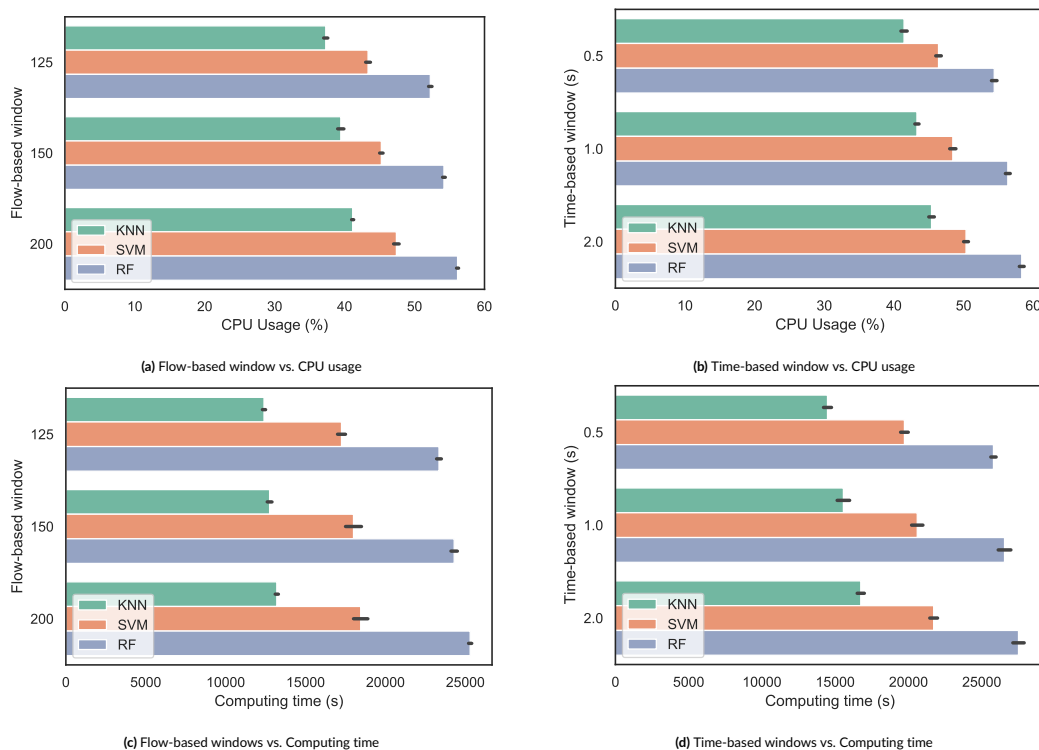 Flow-based window
125
150
200
KNN
SVM
RF
0 10 20 30 40 50 60
CPU Usage (%)
(a) Flow-based window vs. CPU usage
Time-based window (s)
0.5
1.0
2.0
KNN
SVM
RF
0 10 20 30 40 50 60
CPU Usage (%)
(b) Time-based window vs. CPU usage
Flow-based window
125
150
200
KNN
SVM
RF
0 5000 10000 15000 20000 25000
Computing time (s)
(c) Flow-based windows vs. Computing time
Time-based window (s)
0.5
1.0
2.0
KNN
SVM
RF
0 5000 10000 15000 20000 25000
Computing time (s)
(d) Time-based windows vs. Computing time